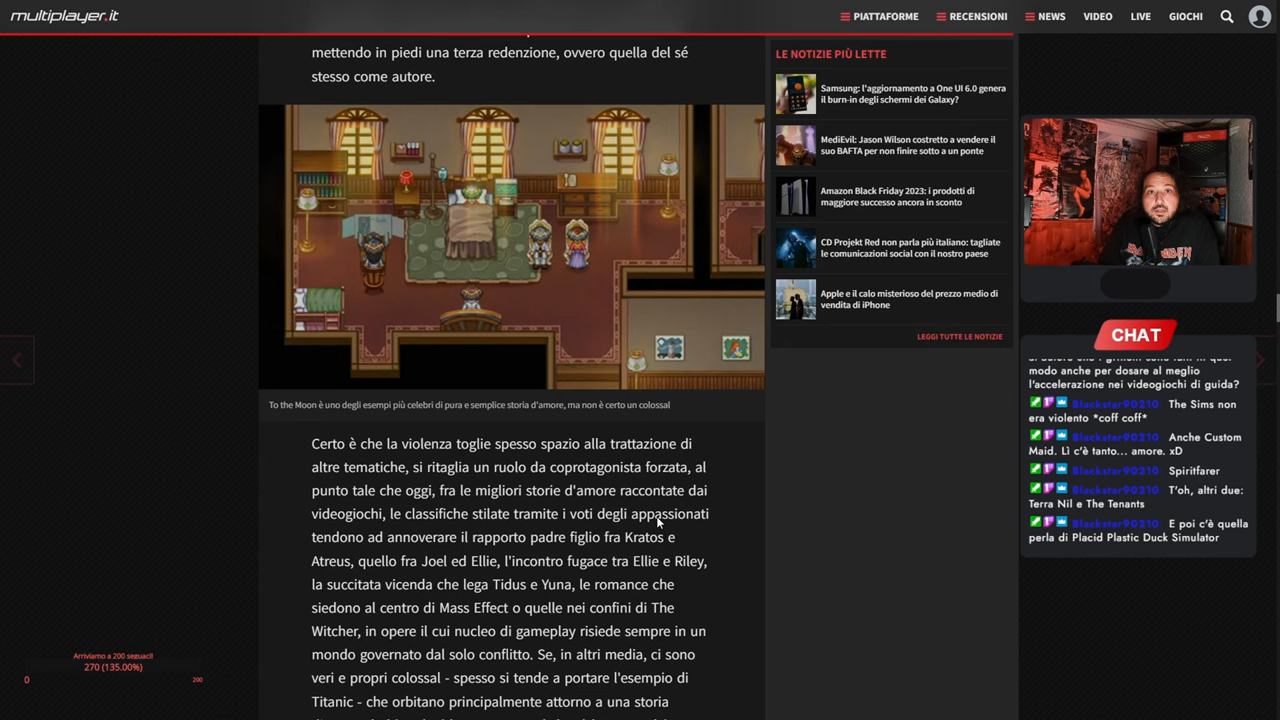 multiplayer.it
PIATTAFORME
RECENSIONI
NEWS
VIDEO
LIVE
GIOCHI
mettendo in piedi una terza redenzione, ovvero quella del sé
stesso come autore.
To the Moon è uno degli esempi più celebri di pura e semplice storia d'amore, ma non è certo un colossal
Certo è che la violenza toglie spesso spazio alla trattazione di
altre tematiche, si ritaglia un ruolo da coprotagonista forzata, al
punto tale che oggi, fra le migliori storie d'amore raccontate dai
videogiochi, le classifiche stilate tramite i voti degli appassionati
tendono ad annoverare il rapporto padre figlio fra Kratos e
Atreus, quello fra Joel ed Ellie, l'incontro fugace tra Ellie e Riley,
la succitata vicenda che lega Tidus e Yuna, le romance che
siedono al centro di Mass Effect o quelle nei confini di The
Witcher, in opere il cui nucleo di gameplay risiede sempre in un
mondo governato dal solo conflitto. Se, in altri media, ci sono
veri e propri colossal - spesso si tende a portare l'esempio di
Titanic - che orbitano principalmente attorno a una storia
LE NOTIZIE PIÙ LETTE
Samsung: l'aggiornamento a One UI 6.0 genera
il burn-in degli schermi dei Galaxy?
MediEvil: Jason Wilson costretto a vendere il
suo BAFTA per non finire sotto a un ponte
Amazon Black Friday 2023: i prodotti di
maggiore successo ancora in sconto
CD Projekt Red non parla più italiano: tagliate
le comunicazioni social con il nostro paese
Apple e il calo misterioso del prezzo medio di
vendita di iPhone
LEGGI TUTTE LE NOTIZIE
CHAT
modo anche per dosare al meglio
l'accelerazione nei videogiochi di guida?
Blackstar90210 The Sims non
era violento *coff coff*
Blackstar90210 Anche Custom
Maid. Lì c'è tanto... amore. xD
Blackstar90210 Spiritfarer
Blackstar90210 T'oh, altri due:
Terra Nil e The Tenants
Blackstar90210 E poi c'è quella
perla di Placid Plastic Duck Simulator
Arriviamo a 200 seguaci!
270 (135.00%)
0
200